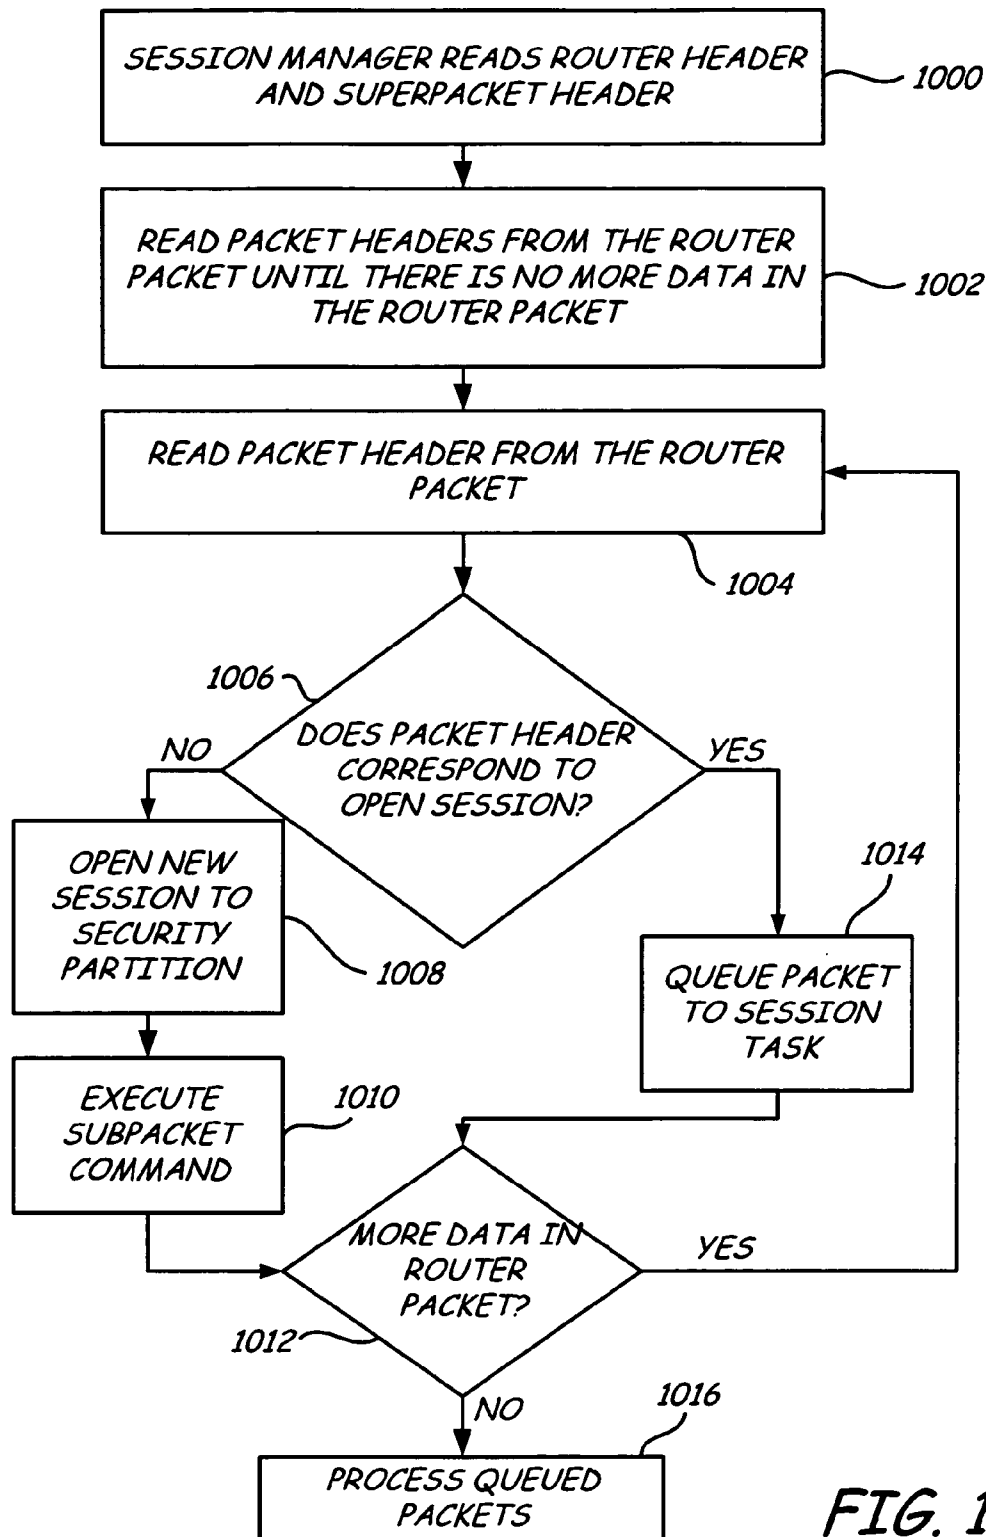 SESSION MANAGER READS ROUTER HEADER
AND SUPERPACKET HEADER
1000
READ PACKET HEADERS FROM THE ROUTER
PACKET UNTIL THERE IS NO MORE DATA IN
THE ROUTER PACKET
1002
READ PACKET HEADER FROM THE ROUTER
PACKET
1004
1006
DOES PACKET HEADER
CORRESPOND TO
OPEN SESSION?
NO
YES
OPEN NEW
SESSION TO
SECURITY
PARTITION
1008
1014
QUEUE PACKET
TO SESSION
TASK
EXECUTE
SUBPACKET
COMMAND
1010
MORE DATA IN
ROUTER
PACKET?
YES
1012
NO
1016
PROCESS QUEUED
PACKETS
FIG. 1